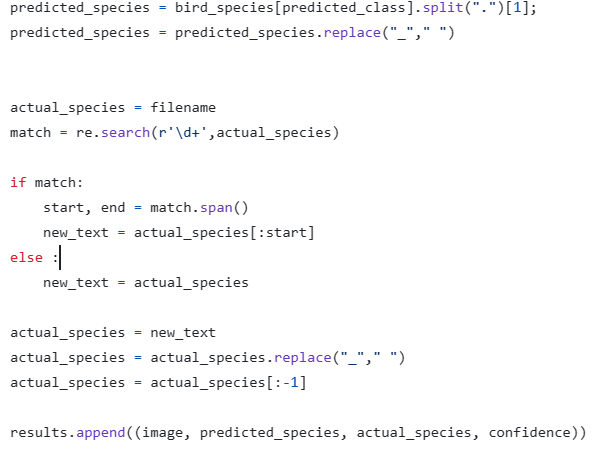 predicted_species = bird_species[predicted_class].split(".")[1];
predicted_species = predicted_species.replace("_"," ")
actual_species = filename
match = re.search(r'\d+',actual_species)
if match:
    start, end = match.span()
    new_text = actual_species[:start]
else :
    new_text = actual_species
actual_species = new_text
actual_species = actual_species.replace("_"," ")
actual_species = actual_species[:-1]
results.append((image, predicted_species, actual_species, confidence))